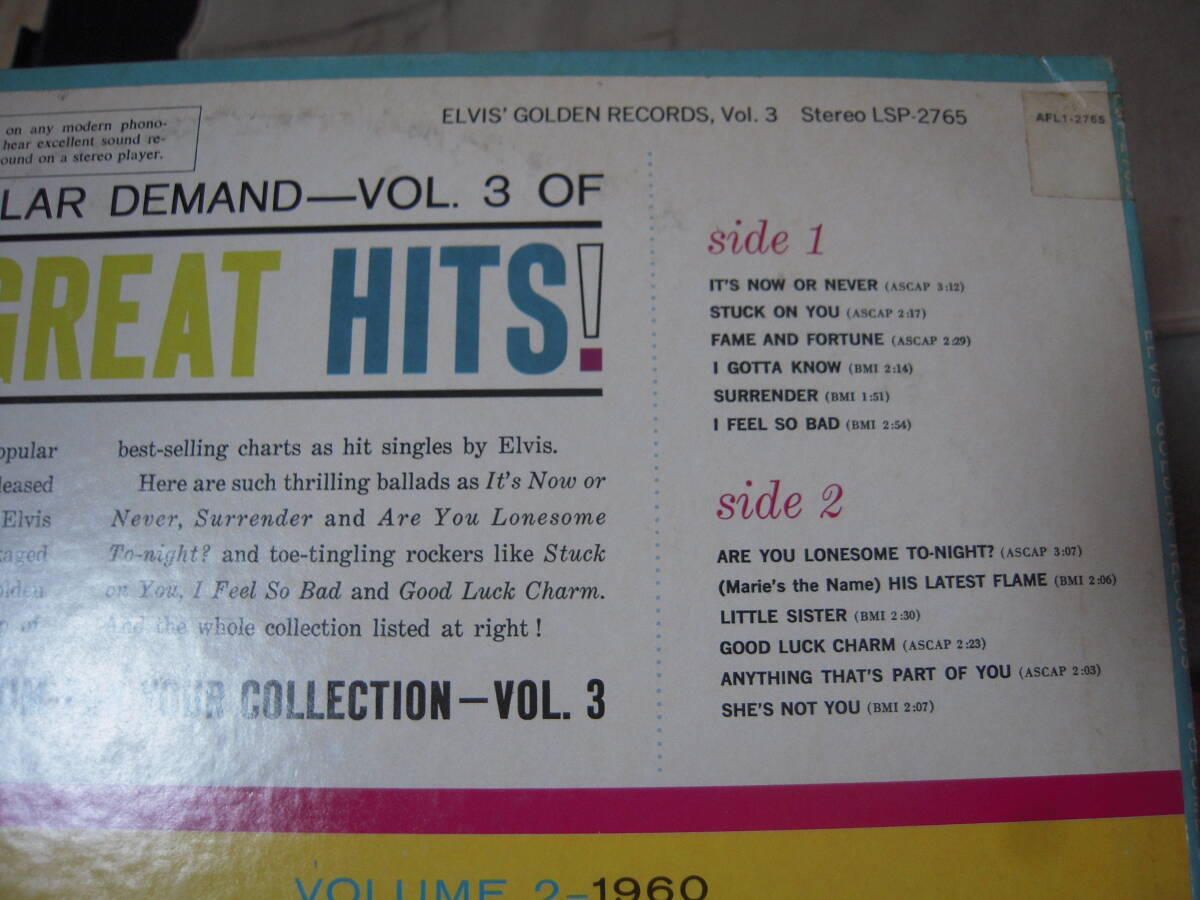 on any modern phono-
hear excellent sound re-
ound on a stereo player.
ELVIS' GOLDEN RECORDS, Vol. 3 Stereo LSP-2765
AFL1-2765
LAR DEMAND—VOL. 3 OF
GREAT HITS!
opular
leased
Elvis
kaged
olden
p of
best-selling charts as hit singles by Elvis.
Here are such thrilling ballads as It's Now or
Never, Surrender and Are You Lonesome
To-night? and toe-tingling rockers like Stuck
on You, I Feel So Bad and Good Luck Charm.
And the whole collection listed at right!
YOUR COLLECTION—VOL. 3
side 1
IT'S NOW OR NEVER (ASCAP 3:12)
STUCK ON YOU (ASCAP 2:17)
FAME AND FORTUNE (ASCAP 2:29)
I GOTTA KNOW (BMI 2:14)
SURRENDER (BMI 1:51)
I FEEL SO BAD (BMI 2:54)
side 2
ARE YOU LONESOME TO-NIGHT? (ASCAP 3:07)
(Marie's the Name) HIS LATEST FLAME (BMI 2:06)
LITTLE SISTER (BMI 2:30)
GOOD LUCK CHARM (ASCAP 2:23)
ANYTHING THAT'S PART OF YOU (ASCAP 2:03)
SHE'S NOT YOU (BMI 2:07)
VOLUME 2–1960
ELVIS' GOLDEN RECORDS